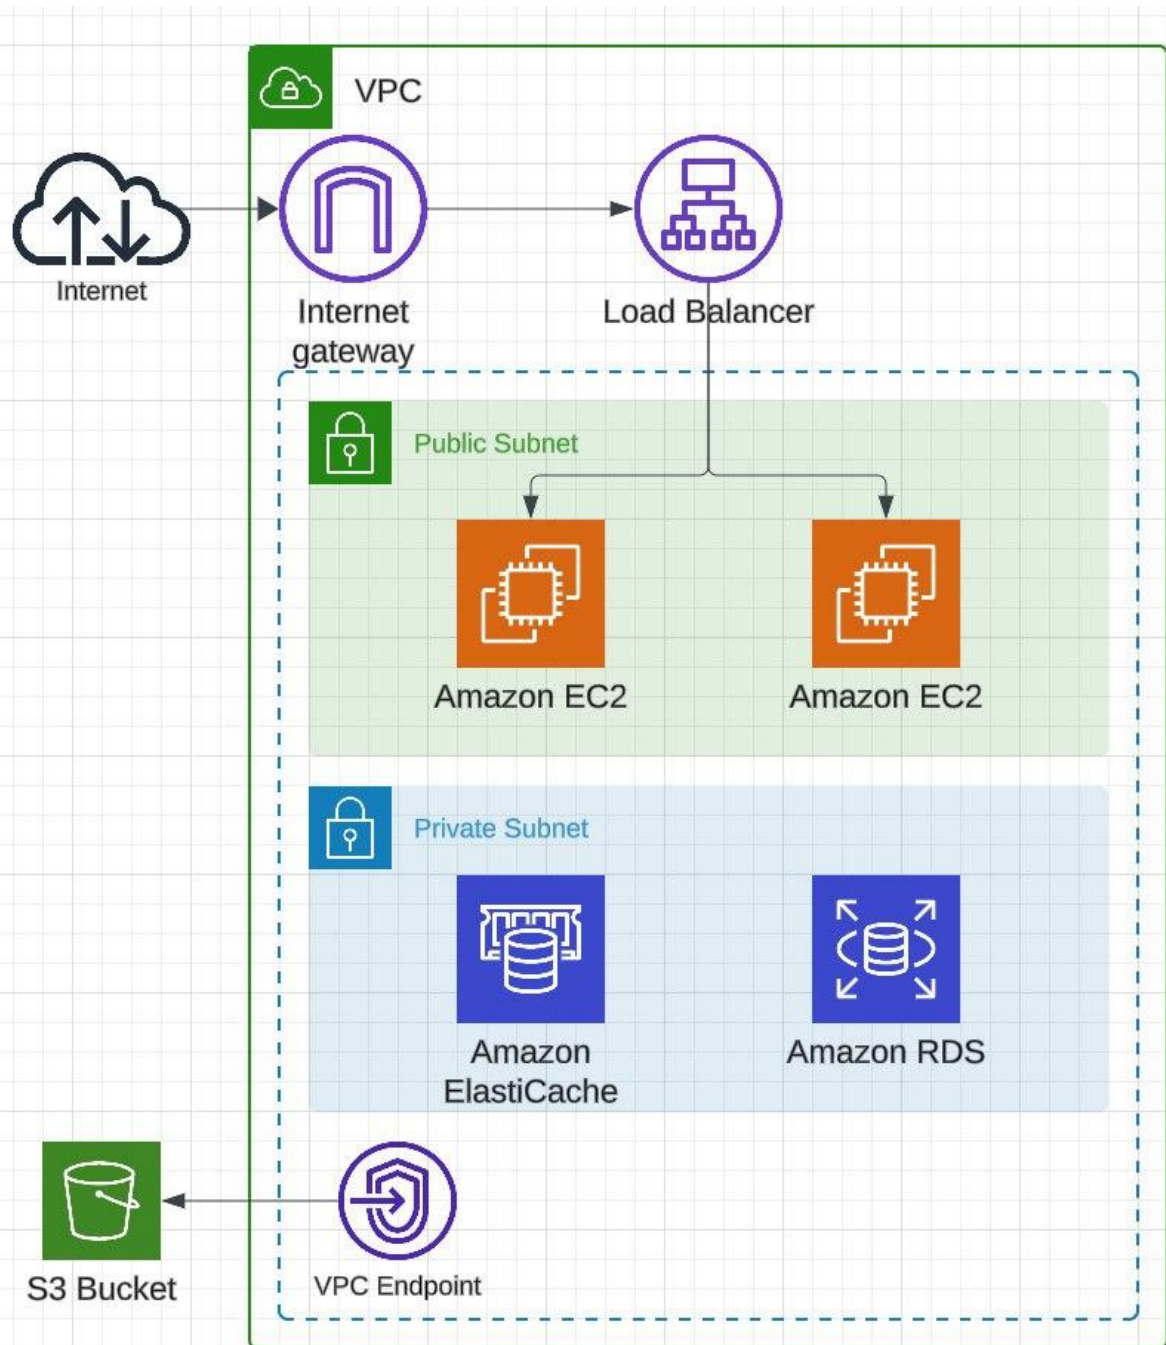 VPC
Internet
Internet
gateway
Load Balancer
Public Subnet
Amazon EC2
Amazon EC2
Private Subnet
Amazon
ElastiCache
Amazon RDS
S3 Bucket
VPC Endpoint